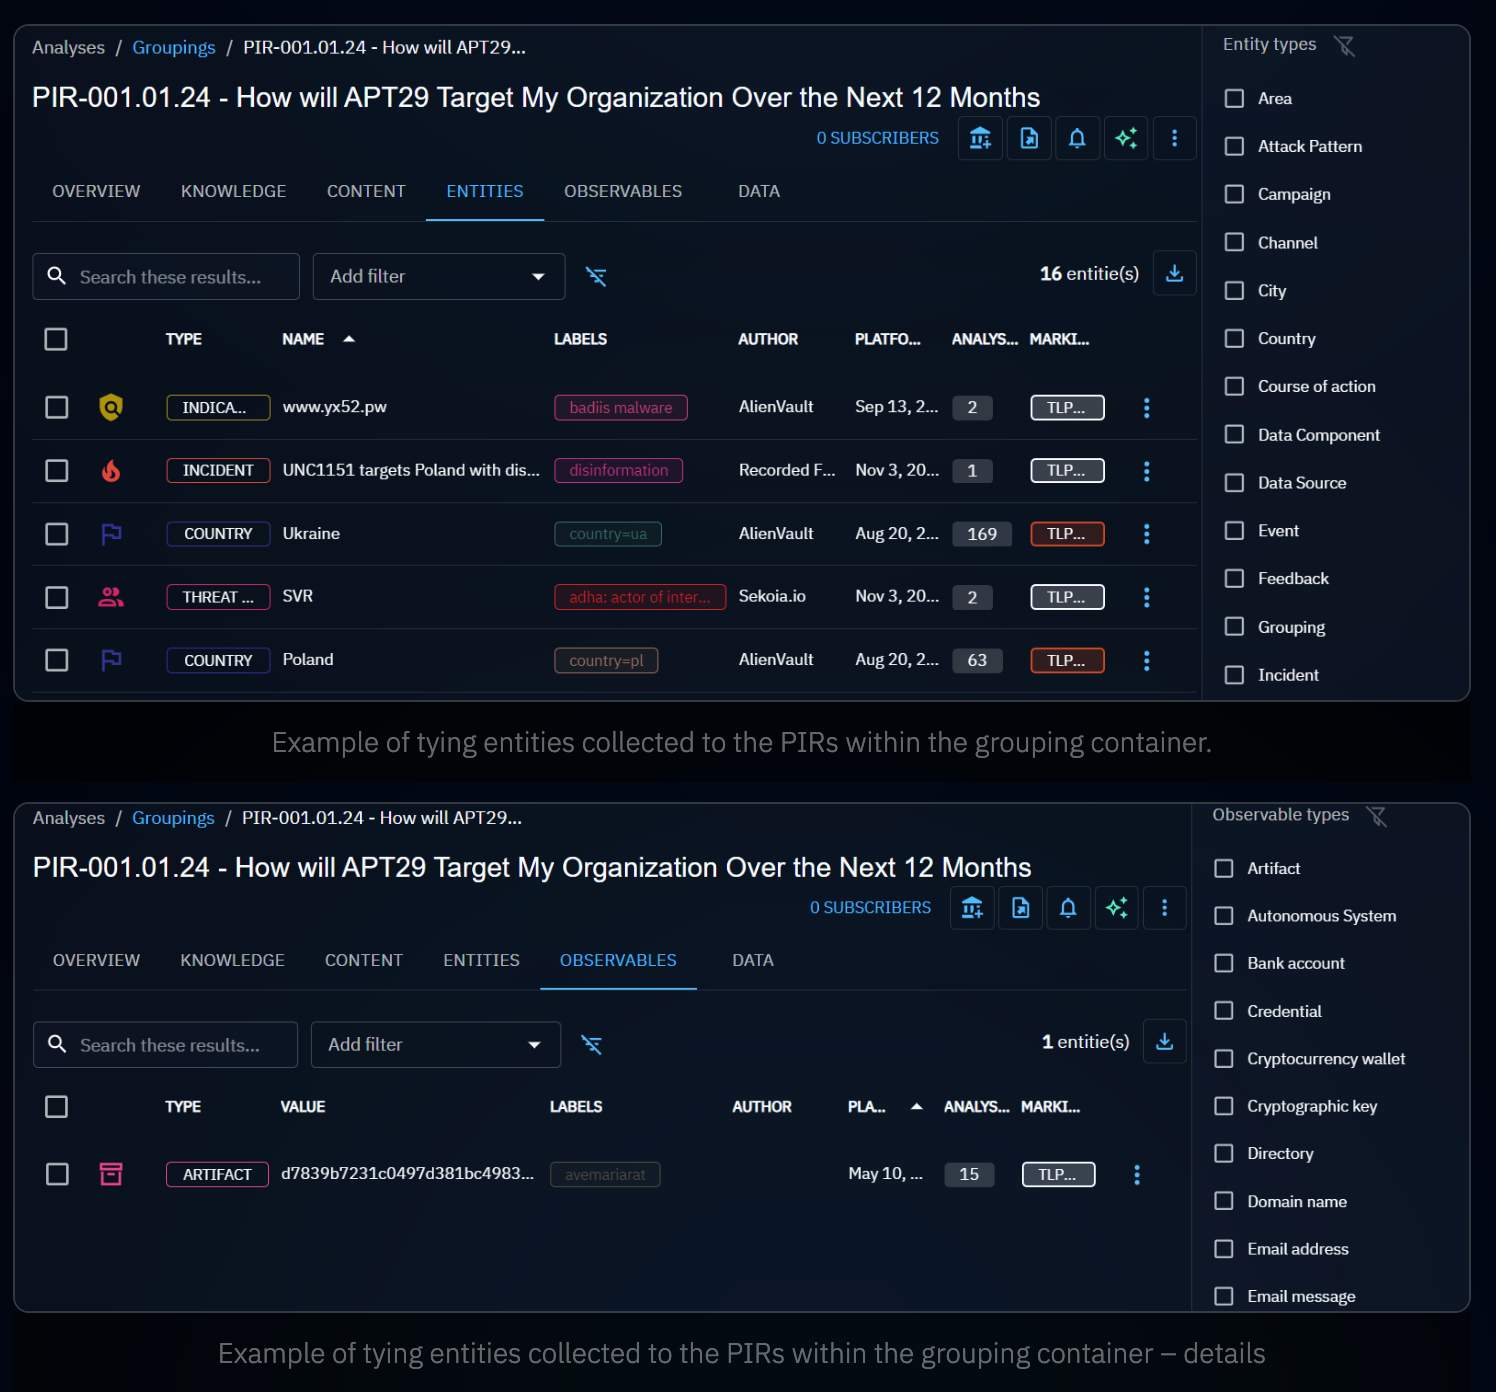 Analyses / Groupings / PIR-001.01.24 - How will APT29...
PIR-001.01.24 - How will APT29 Target My Organization Over the Next 12 Months
0 SUBSCRIBERS
OVERVIEW KNOWLEDGE CONTENT ENTITIES OBSERVABLES DATA
Search these results... Add filter 16 entitie(s)
TYPE NAME LABELS AUTHOR PLATFO... ANALYS... MARKI...
INDICA... www.yx52.pw badiis malware AlienVault Sep 13, 2... 2 TLP...
INCIDENT UNC1151 targets Poland with dis... disinformation Recorded F... Nov 3, 20... 1 TLP...
COUNTRY Ukraine country=ua AlienVault Aug 20, 2... 169 TLP...
THREAT ... SVR adha: actor of inter... Sekoia.io Nov 3, 20... 2 TLP...
COUNTRY Poland country=pl AlienVault Aug 20, 2... 63 TLP...
Entity types
Area
Attack Pattern
Campaign
Channel
City
Country
Course of action
Data Component
Data Source
Event
Feedback
Grouping
Incident
Example of tying entities collected to the PIRs within the grouping container.
Analyses / Groupings / PIR-001.01.24 - How will APT29...
PIR-001.01.24 - How will APT29 Target My Organization Over the Next 12 Months
0 SUBSCRIBERS
OVERVIEW KNOWLEDGE CONTENT ENTITIES OBSERVABLES DATA
Search these results... Add filter 1 entitie(s)
TYPE VALUE LABELS AUTHOR PLA... ANALYS... MARKI...
ARTIFACT d7839b7231c0497d381bc4983... avemariarat May 10, ... 15 TLP...
Observable types
Artifact
Autonomous System
Bank account
Credential
Cryptocurrency wallet
Cryptographic key
Directory
Domain name
Email address
Email message
Example of tying entities collected to the PIRs within the grouping container – details